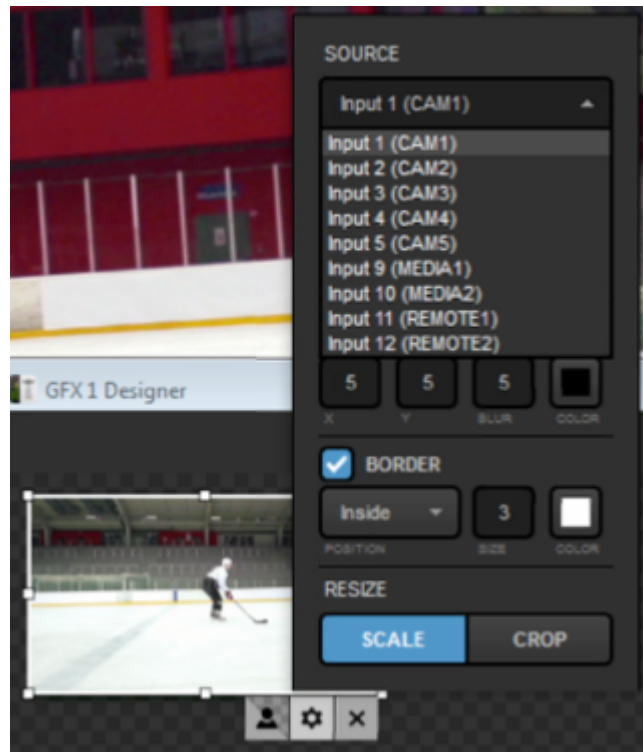 SOURCE
Input 1 (CAM1)
Input 1 (CAM1)
Input 2 (CAM2)
Input 3 (CAM3)
Input 4 (CAM4)
Input 5 (CAM5)
Input 9 (MEDIA1)
Input 10 (MEDIA2)
Input 11 (REMOTE1)
Input 12 (REMOTE2)
GFX 1 Designer
5 5 5
X Y BLUR COLOR
BORDER
Inside 3
POSITION SIZE COLOR
RESIZE
SCALE CROP